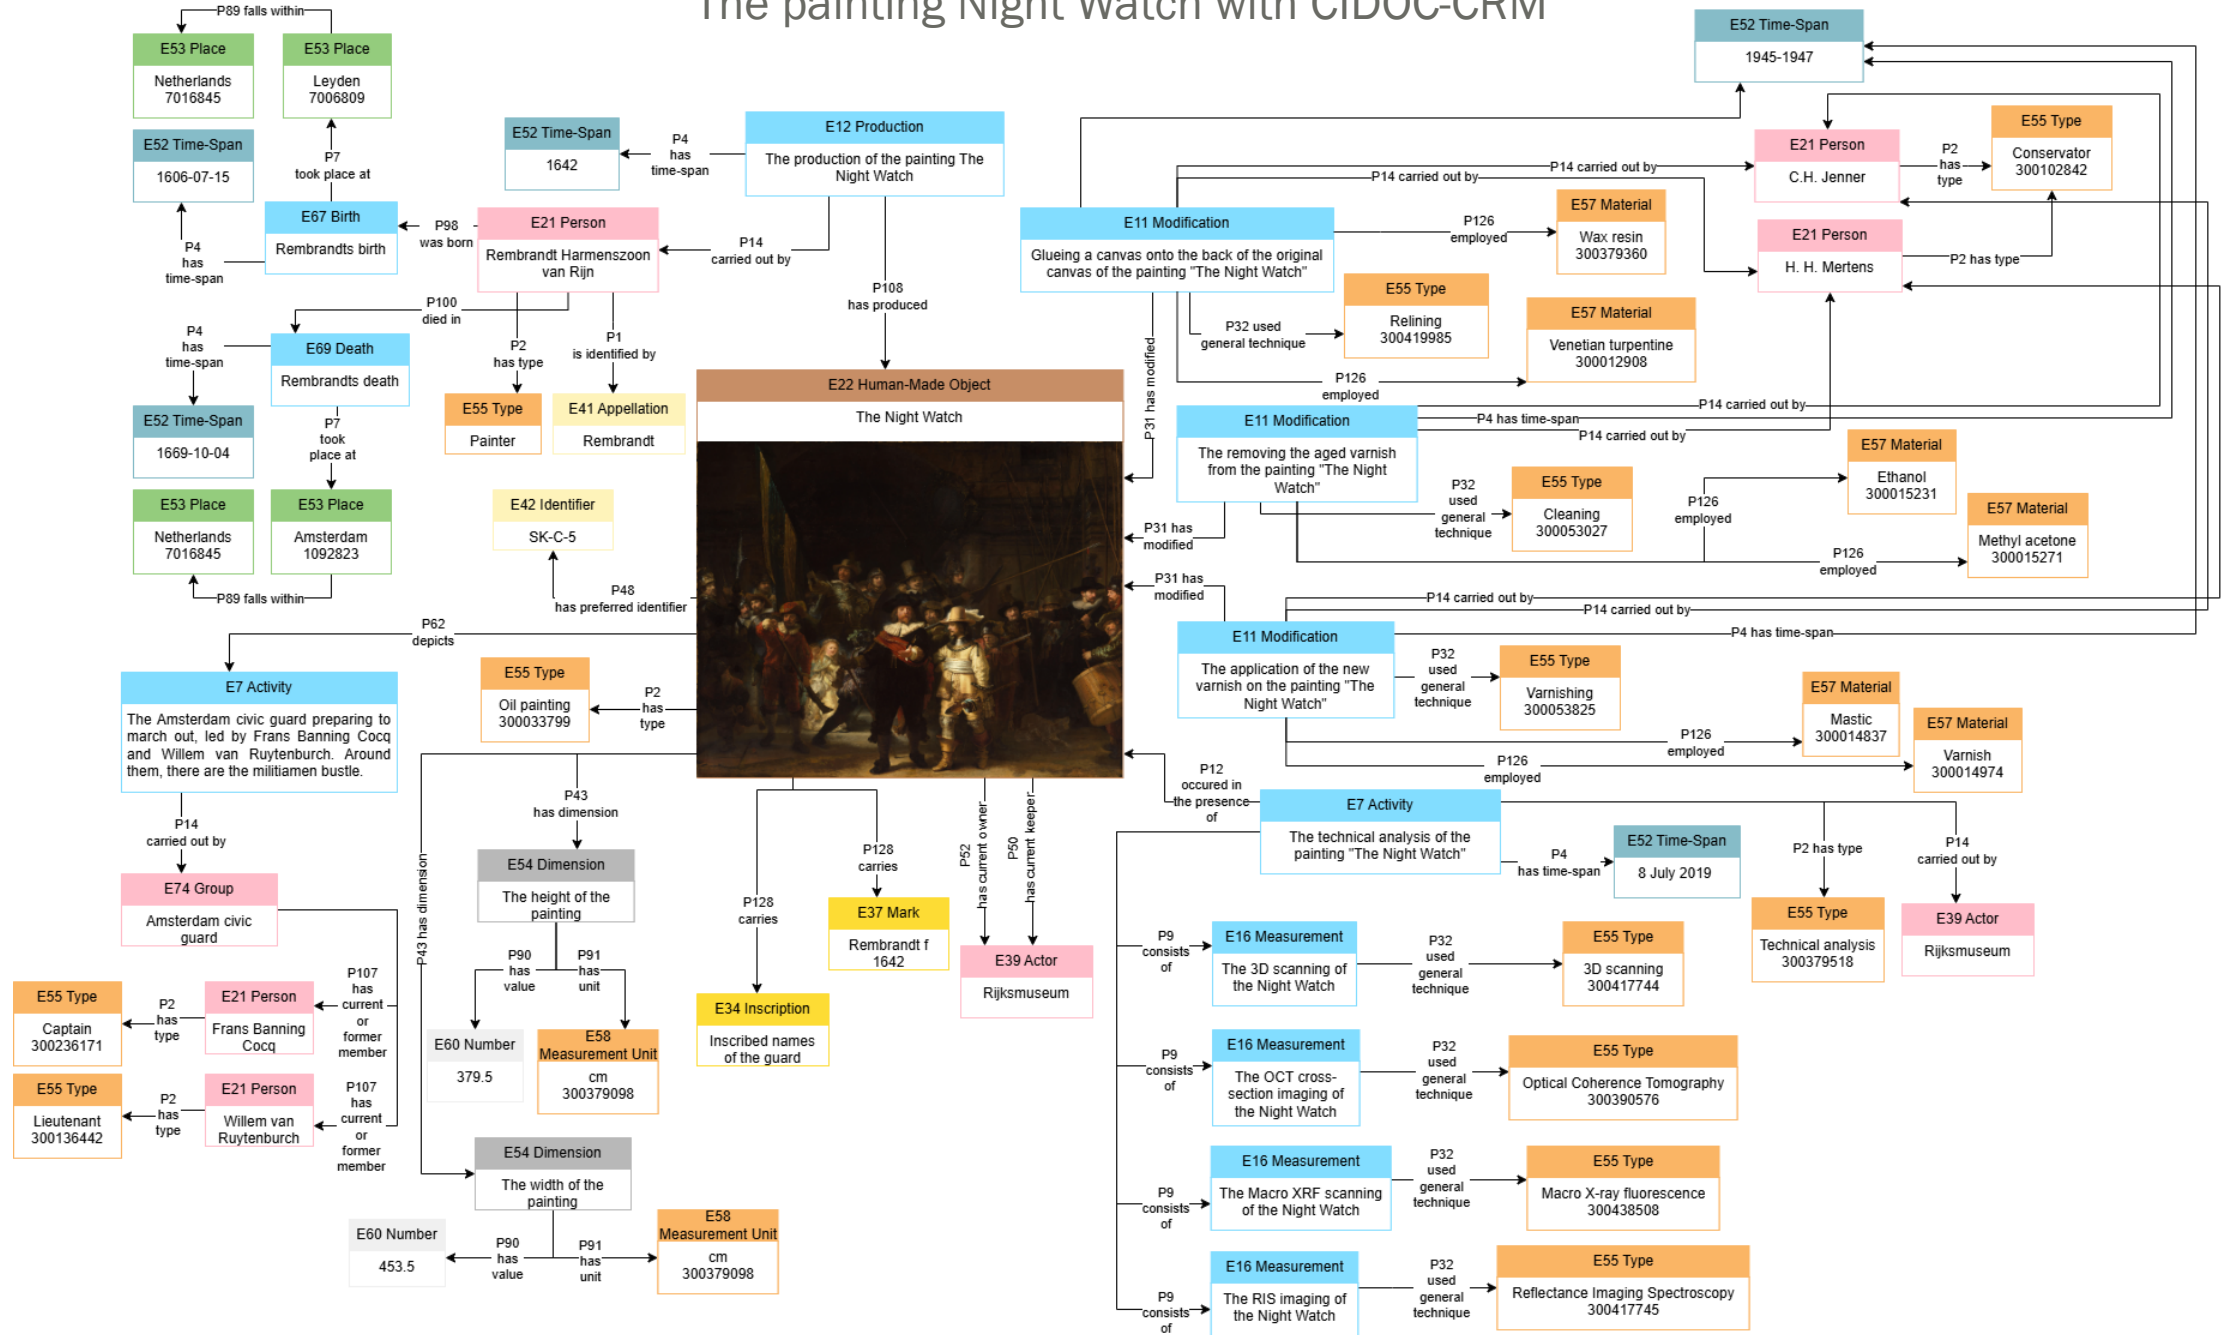 The painting Night Watch with CIDOC-CRM
P89 falls within
E53 Place
Netherlands
7016845
E53 Place
Leyden
7006809
E52 Time-Span
1606-07-15
P7
took place at
P4
has
time-span
E67 Birth
Rembrandts birth
P98
was born
E52 Time-Span
1642
P4
has
time-span
E12 Production
The production of the painting The
Night Watch
E21 Person
Rembrandt Harmenszoon
van Rijn
P14
carried out by
P108
has produced
P100
died in
P4
has
time-span
E69 Death
Rembrandts death
P2
has type
P1
is identified by
E52 Time-Span
1669-10-04
P7
took
place at
E55 Type
Painter
E41 Appellation
Rembrandt
E53 Place
Netherlands
7016845
E53 Place
Amsterdam
1092823
P89 falls within
E42 Identifier
SK-C-5
P48
has preferred identifier
E22 Human-Made Object
The Night Watch
P62
depicts
E7 Activity
The Amsterdam civic guard preparing to
march out, led by Frans Banning Cocq
and Willem van Ruytenburch. Around
them, there are the militiamen bustle.
P14
carried out by
E74 Group
Amsterdam civic
guard
P107
has
current
or
former
member
E21 Person
Frans Banning
Cocq
P2
has
type
E55 Type
Captain
300236171
P107
has
current
or
former
member
E21 Person
Willem van
Ruytenburch
P2
has
type
E55 Type
Lieutenant
300136442
E55 Type
Oil painting
300033799
P2
has
type
P43
has dimension
P43 has dimension
E54 Dimension
The height of the
painting
P90
has
value
P91
has
unit
E60 Number
379.5
E58
Measurement Unit
cm
300379098
E54 Dimension
The width of the
painting
P90
has
value
P91
has
unit
E60 Number
453.5
E58
Measurement Unit
cm
300379098
P128
carries
P128
carries
E34 Inscription
Inscribed names
of the guard
E37 Mark
Rembrandt f
1642
P52
has current owner
P50
has current keeper
E39 Actor
Rijksmuseum
E52 Time-Span
1945-1947
E21 Person
C.H. Jenner
P2
has
type
E55 Type
Conservator
300102842
E21 Person
H. H. Mertens
P2 has type
P14 carried out by
P14 carried out by
E11 Modification
Glueing a canvas onto the back of the original
canvas of the painting "The Night Watch"
P126
employed
E57 Material
Wax resin
300379360
P32 used
general technique
E55 Type
Relining
300419985
E57 Material
Venetian turpentine
300012908
P126
employed
P31 has modified
P14 carried out by
P4 has time-span
P14 carried out by
E11 Modification
The removing the aged varnish
from the painting "The Night
Watch"
P32
used
general
technique
E55 Type
Cleaning
300053027
P126
employed
E57 Material
Ethanol
300015231
P126
employed
E57 Material
Methyl acetone
300015271
P31 has
modified
P31 has
modified
P14 carried out by
P14 carried out by
P4 has time-span
E11 Modification
The application of the new
varnish on the painting "The
Night Watch"
P32
used
general
technique
E55 Type
Varnishing
300053825
P126
employed
E57 Material
Mastic
300014837
P126
employed
E57 Material
Varnish
300014974
P12
occured in
the presence
of
E7 Activity
The technical analysis of the
painting "The Night Watch"
P4
has time-span
E52 Time-Span
8 July 2019
P2 has type
E55 Type
Technical analysis
300379518
P14
carried out by
E39 Actor
Rijksmuseum
P9
consists
of
E16 Measurement
The 3D scanning of
the Night Watch
P32
used
general
technique
E55 Type
3D scanning
300417744
P9
consists
of
E16 Measurement
The OCT cross-
section imaging of
the Night Watch
P32
used
general
technique
E55 Type
Optical Coherence Tomography
300390576
P9
consists
of
E16 Measurement
The Macro XRF scanning
of the Night Watch
P32
used
general
technique
E55 Type
Macro X-ray fluorescence
300438508
P9
consists
of
E16 Measurement
The RIS imaging of
the Night Watch
P32
used
general
technique
E55 Type
Reflectance Imaging Spectroscopy
300417745